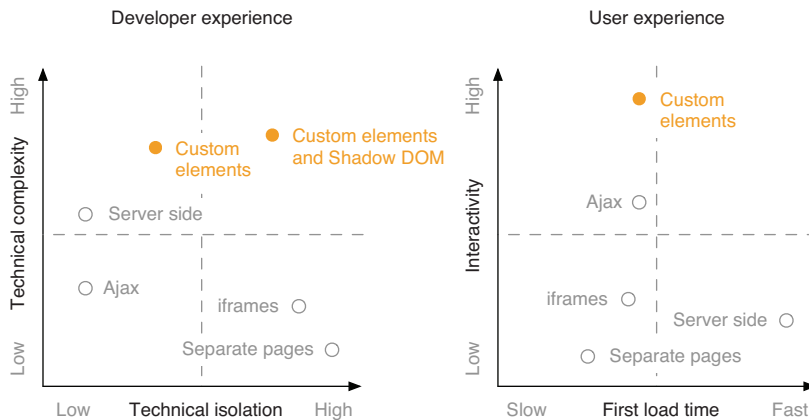 Developer experience
High
Technical complexity
Low
Custom
elements
Custom elements
and Shadow DOM
Server side
Ajax
iframes
Separate pages
Low
Technical isolation
High
User experience
High
Interactivity
Low
Custom
elements
Ajax
iframes
Server side
Separate pages
Slow
First load time
Fast